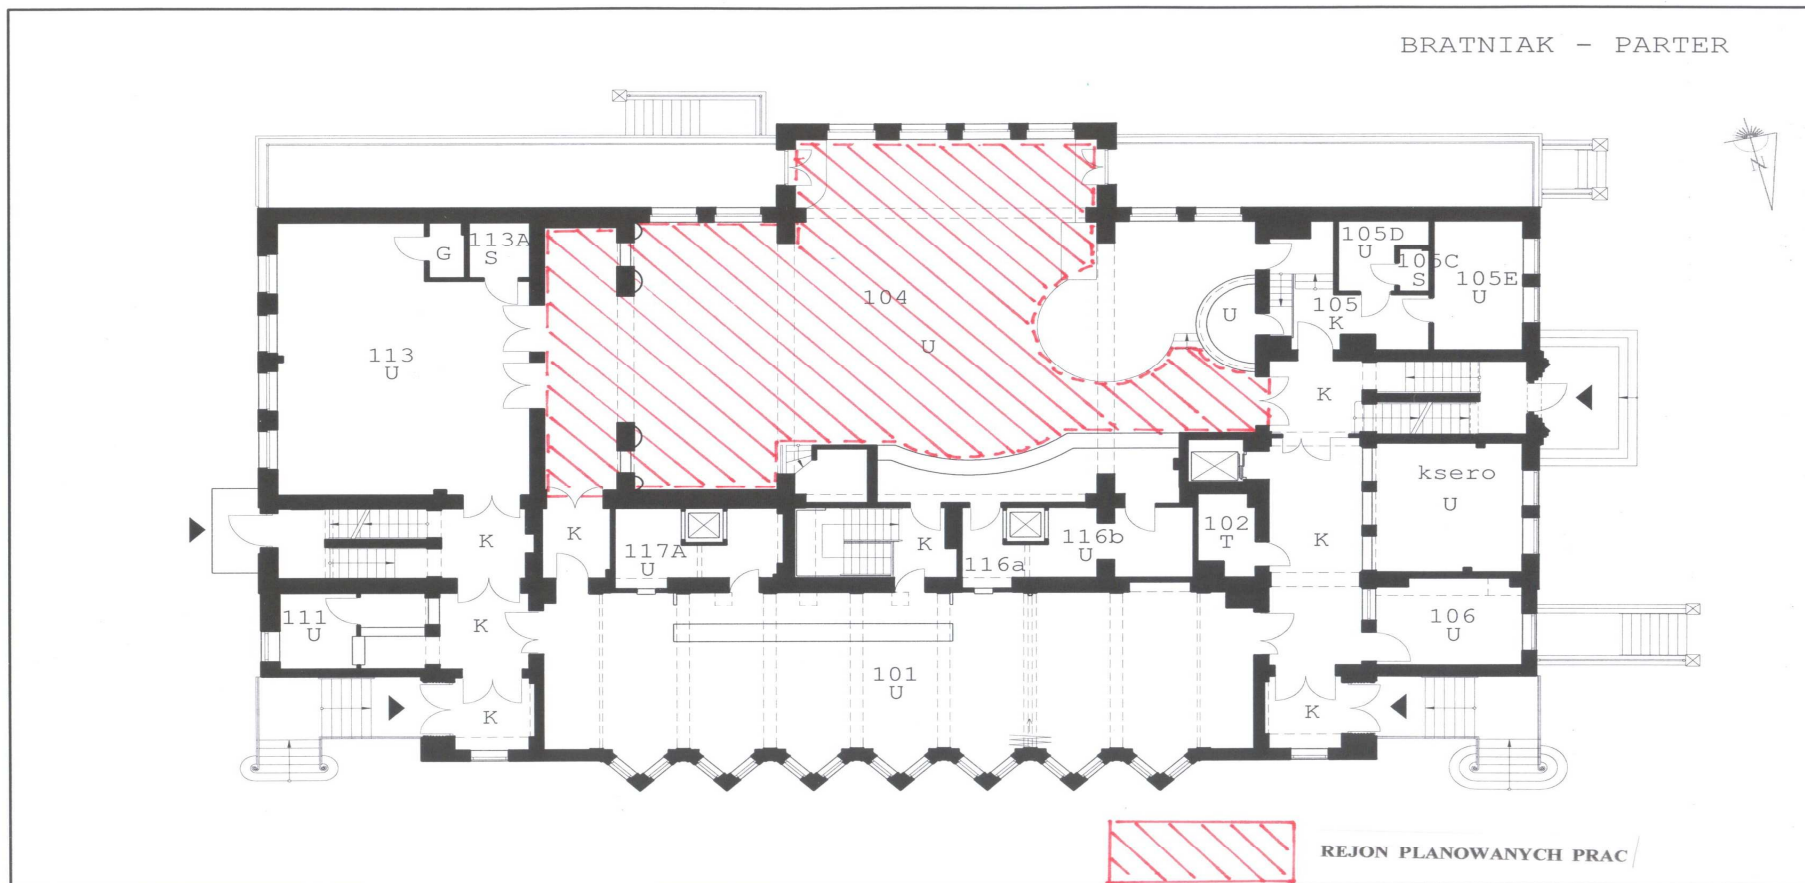 BRATNIAK - PARTER
N
113A
S
G
105D
U
105C
S
105E
U
104
U
U
105
K
113
U
K
ksero
U
K
K
117A
U
K
116a
116b
U
102
T
K
111
U
K
106
U
101
U
K
K
REJON PLANOWANYCH PRAC